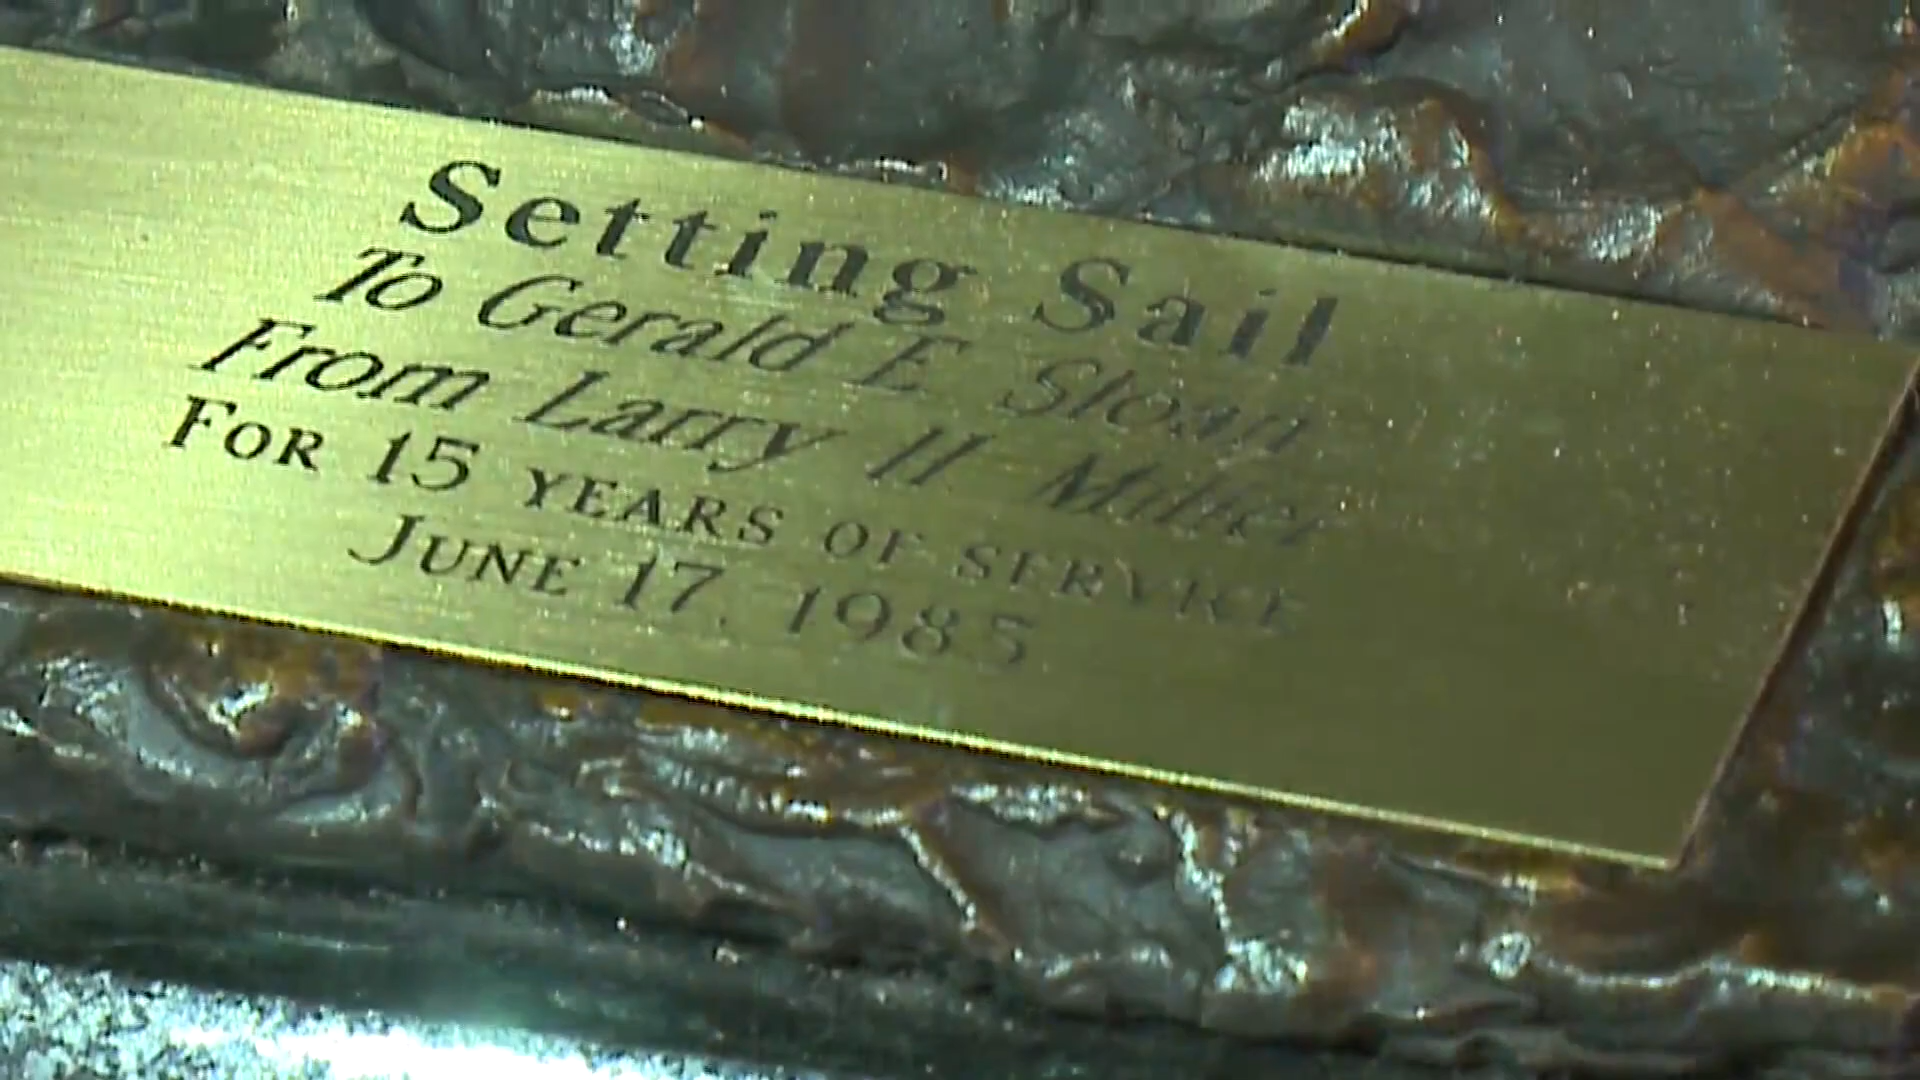 Setting Sail
To Gerald E. Sloan
From Larry H. Miller
FOR 15 YEARS OF SERVICE
JUNE 17, 1985